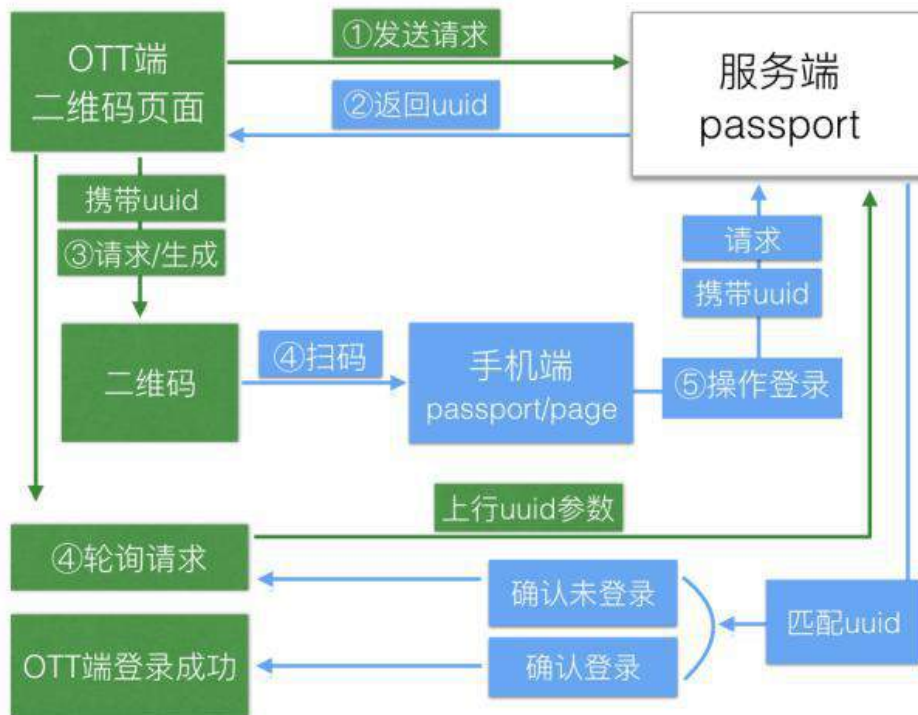 OTT端
二维码页面
①发送请求
②返回uuid
服务端
passport
携带uuid
③请求/生成
请求
携带uuid
二维码
④扫码
手机端
passport/page
⑤操作登录
上行uuid参数
④轮询请求
确认未登录
匹配uuid
OTT端登录成功
确认登录